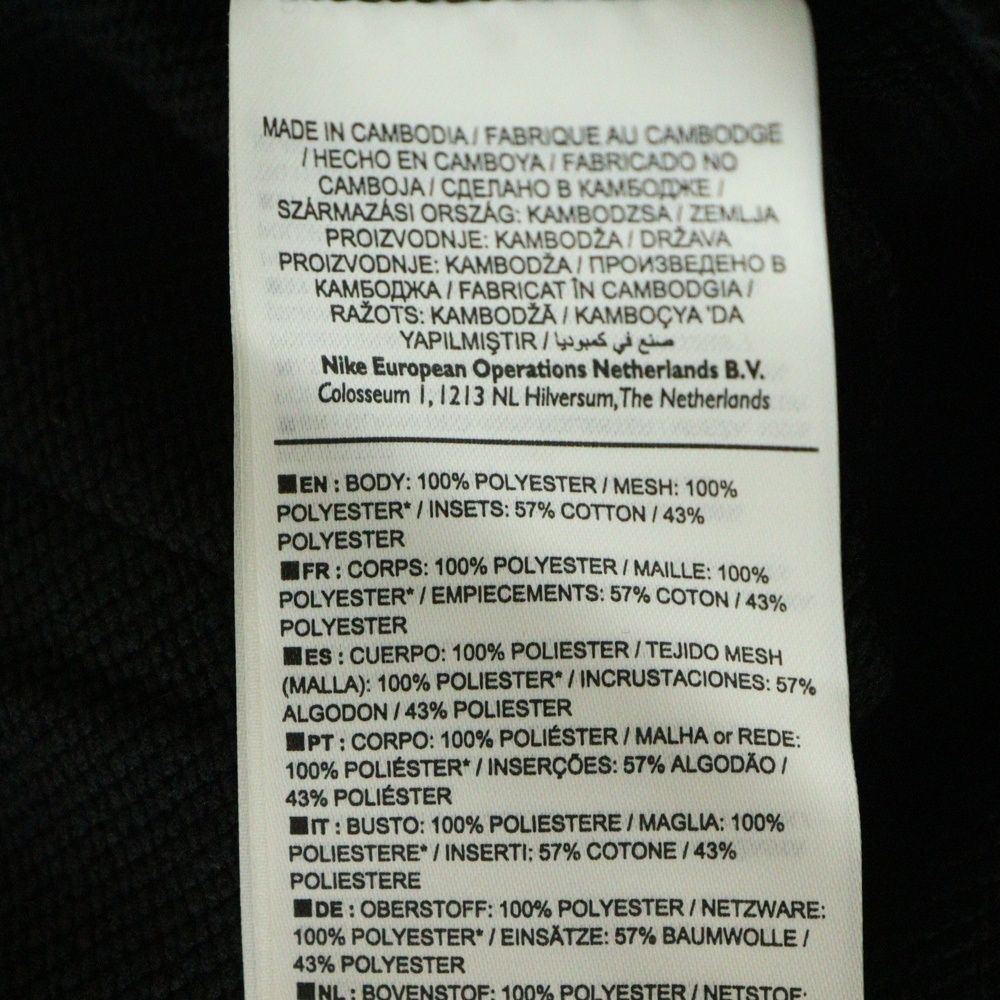 MADE IN CAMBODIA / FABRIQUE AU CAMBODGE
/ HECHO EN CAMBOYA / FABRICADO NO
CAMBOJA / СДЕЛАНО В КАМБОДЖЕ /
SZÁRMAZÁSI ORSZÁG: KAMBODZSA / ZEMLJA
PROIZVODNJE: KAMBODŽA / DRŽAVA
PROIZVODNJE: KAMBODŽA / ПРОИЗВЕДЕНО В
КАМБОДЖА / FABRICAT ÎN CAMBODGIA /
RAŽOTS: KAMBODŽĀ / KAMBOÇYA 'DA
YAPILMIŞTIR / صنع في كمبوديا
Nike European Operations Netherlands B.V.
Colosseum 1, 1213 NL Hilversum, The Netherlands
EN : BODY: 100% POLYESTER / MESH: 100%
POLYESTER* / INSETS: 57% COTTON / 43%
POLYESTER
FR : CORPS: 100% POLYESTER / MAILLE: 100%
POLYESTER* / EMPIECEMENTS: 57% COTON / 43%
POLYESTER
ES : CUERPO: 100% POLIESTER / TEJIDO MESH
(MALLA): 100% POLIESTER* / INCRUSTACIONES: 57%
ALGODON / 43% POLIESTER
PT : CORPO: 100% POLIÉSTER / MALHA or REDE:
100% POLIÉSTER* / INSERÇÕES: 57% ALGODÃO /
43% POLIÉSTER
IT : BUSTO: 100% POLIESTERE / MAGLIA: 100%
POLIESTERE* / INSERTI: 57% COTONE / 43%
POLIESTERE
DE : OBERSTOFF: 100% POLYESTER / NETZWARE:
100% POLYESTER* / EINSÄTZE: 57% BAUMWOLLE /
43% POLYESTER
NL : BOVENSTOF: 100% POLYESTER / NETSTOF: